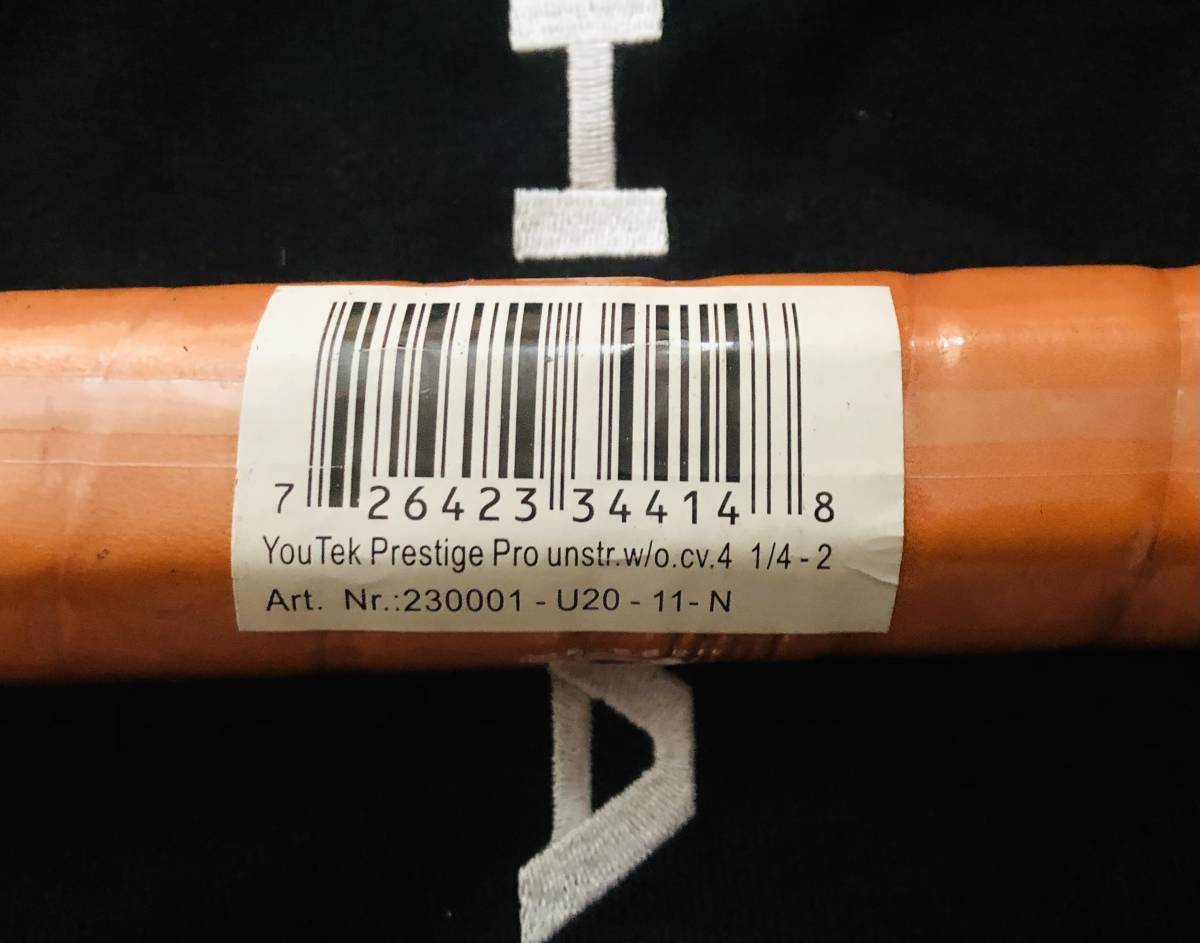 7 26423 34414 8
YouTek Prestige Pro unstr.w/o.cv.4 1/4 - 2
Art. Nr.:230001 - U20 - 11- N